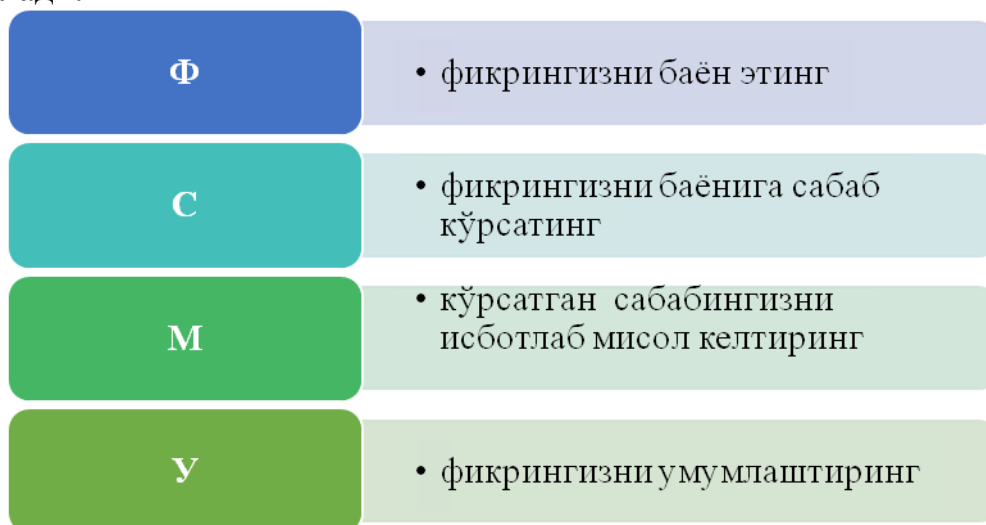 Ф
• фикрингизни баён этинг
С
• фикрингизни баёнига сабаб
кўрсатинг
М
• кўрсатган сабабингизни
исботлаб мисол келтиринг
У
• фикрингизни умумлаштиринг